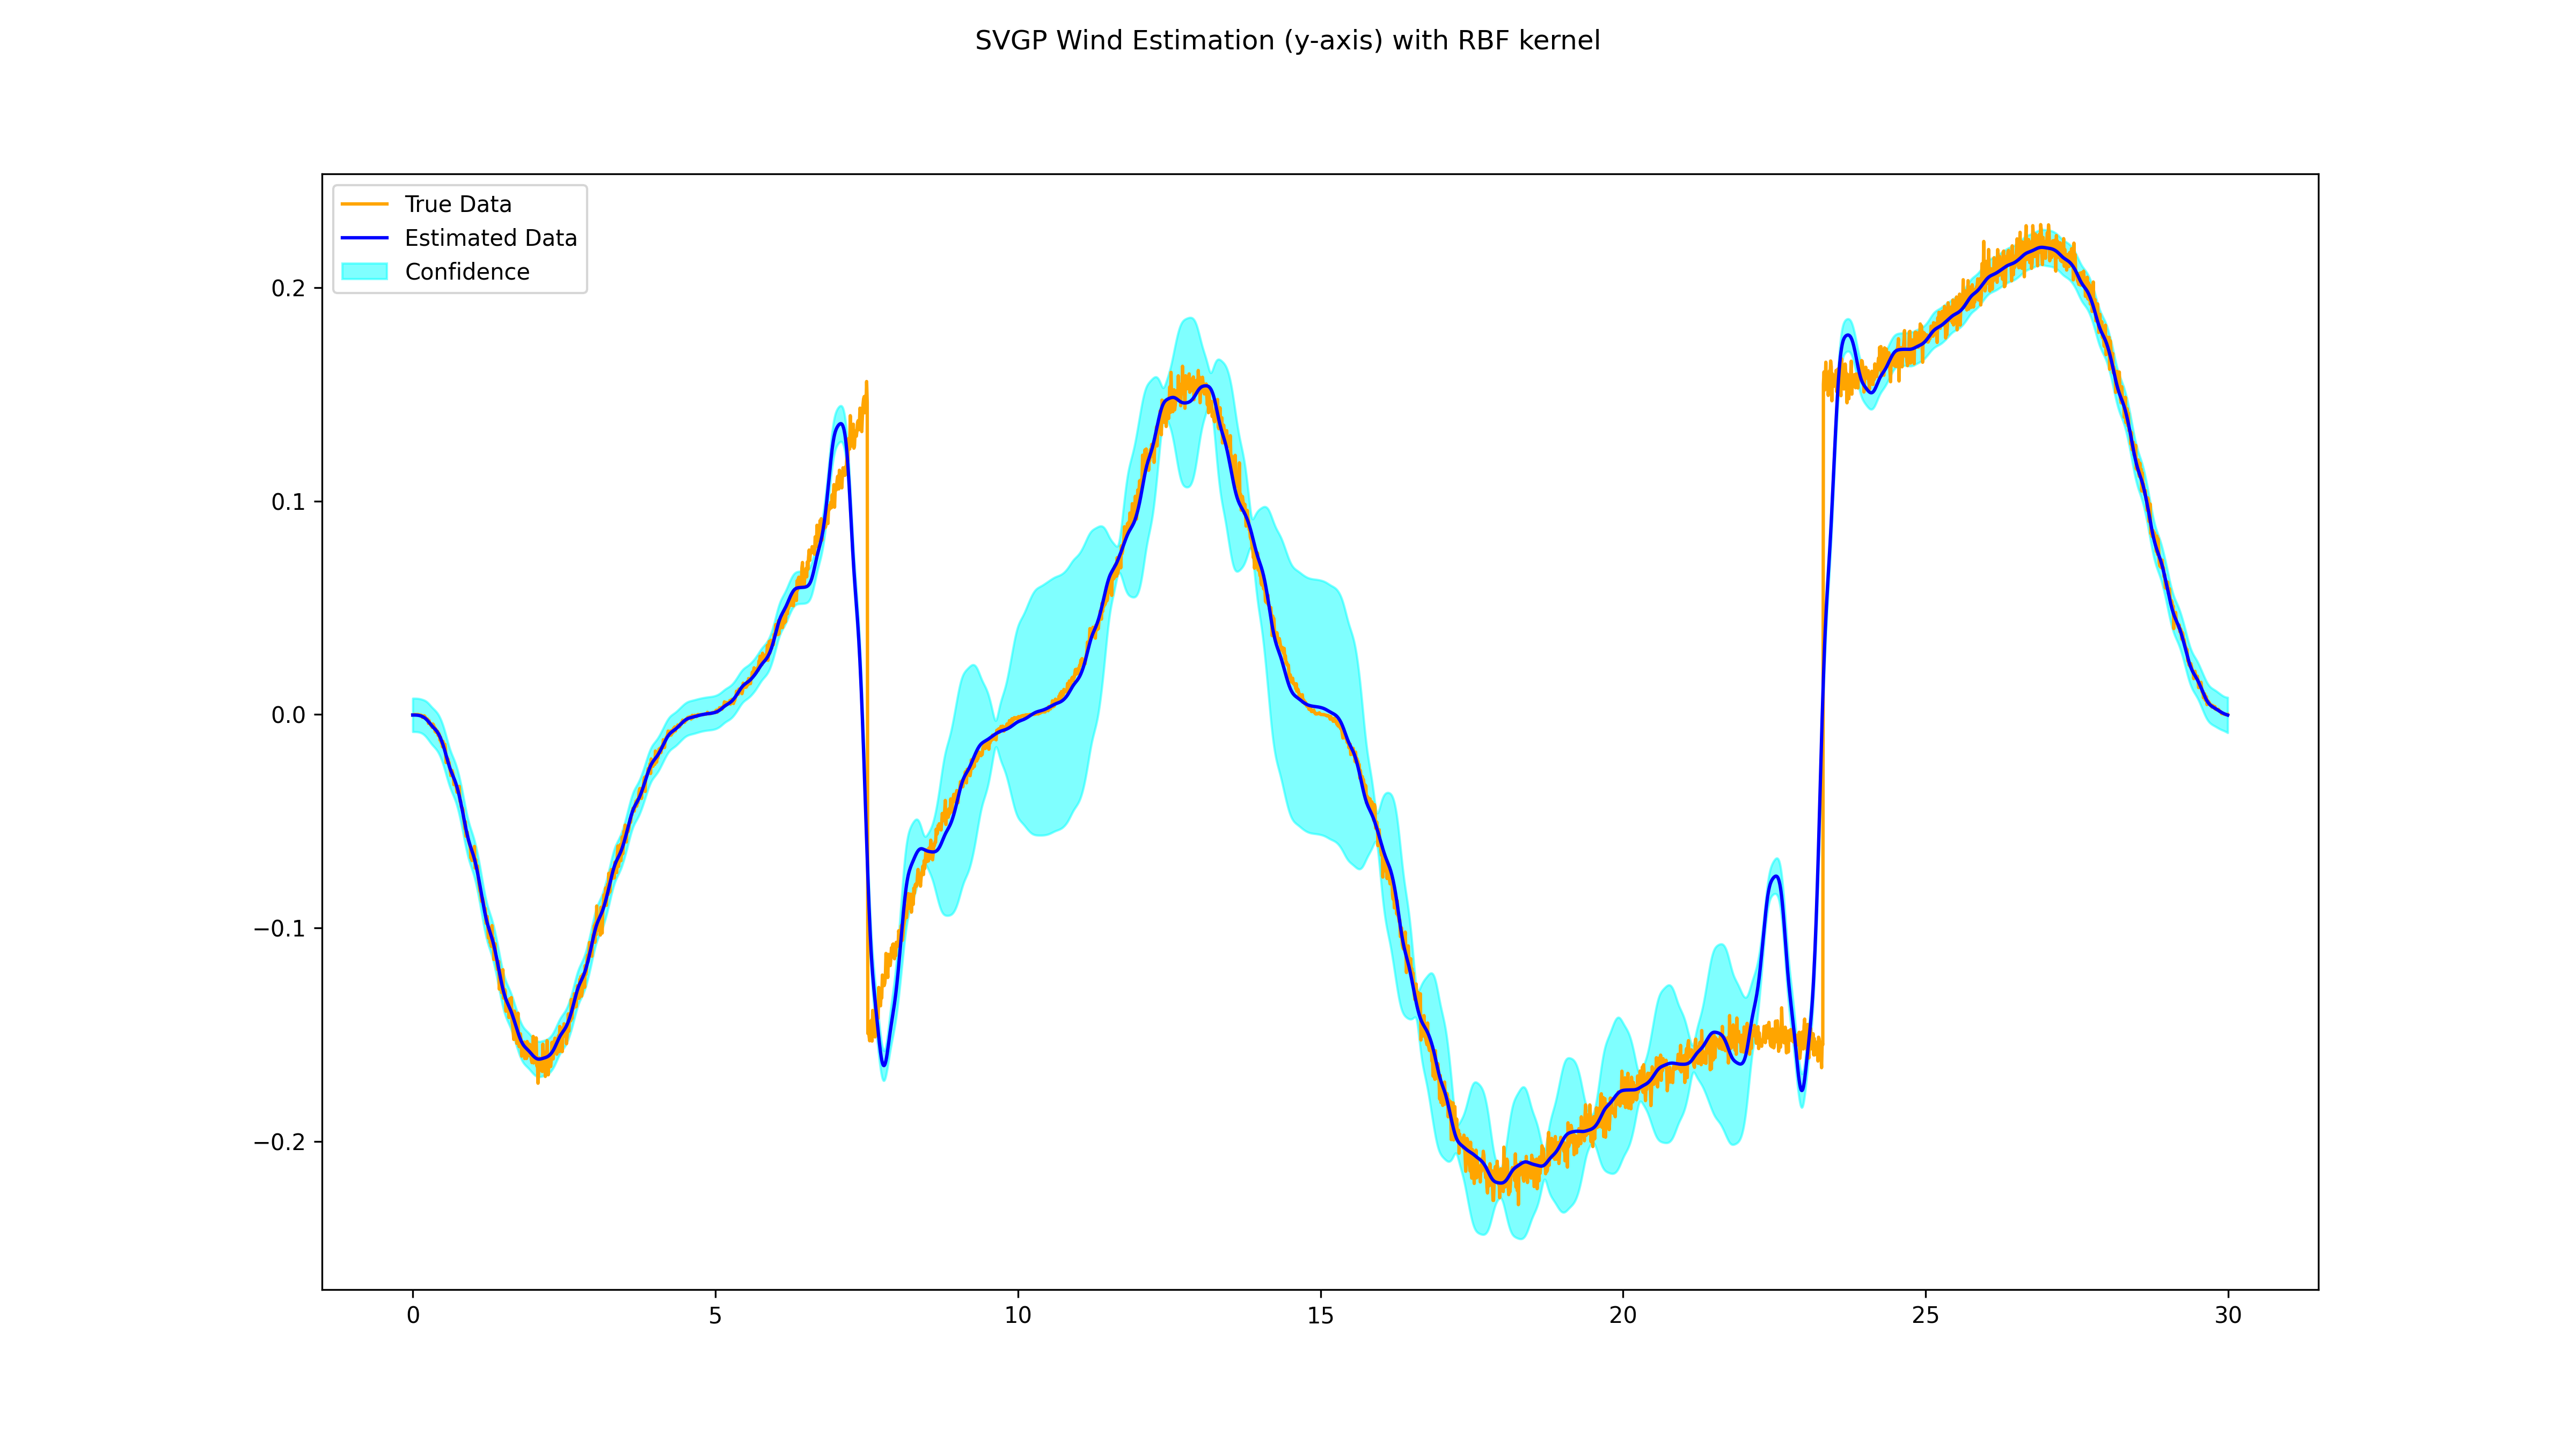 SVGP Wind Estimation (y-axis) with RBF kernel
True Data
Estimated Data
Confidence
0.2
0.1
0.0
−0.1
−0.2
0 5 10 15 20 25 30